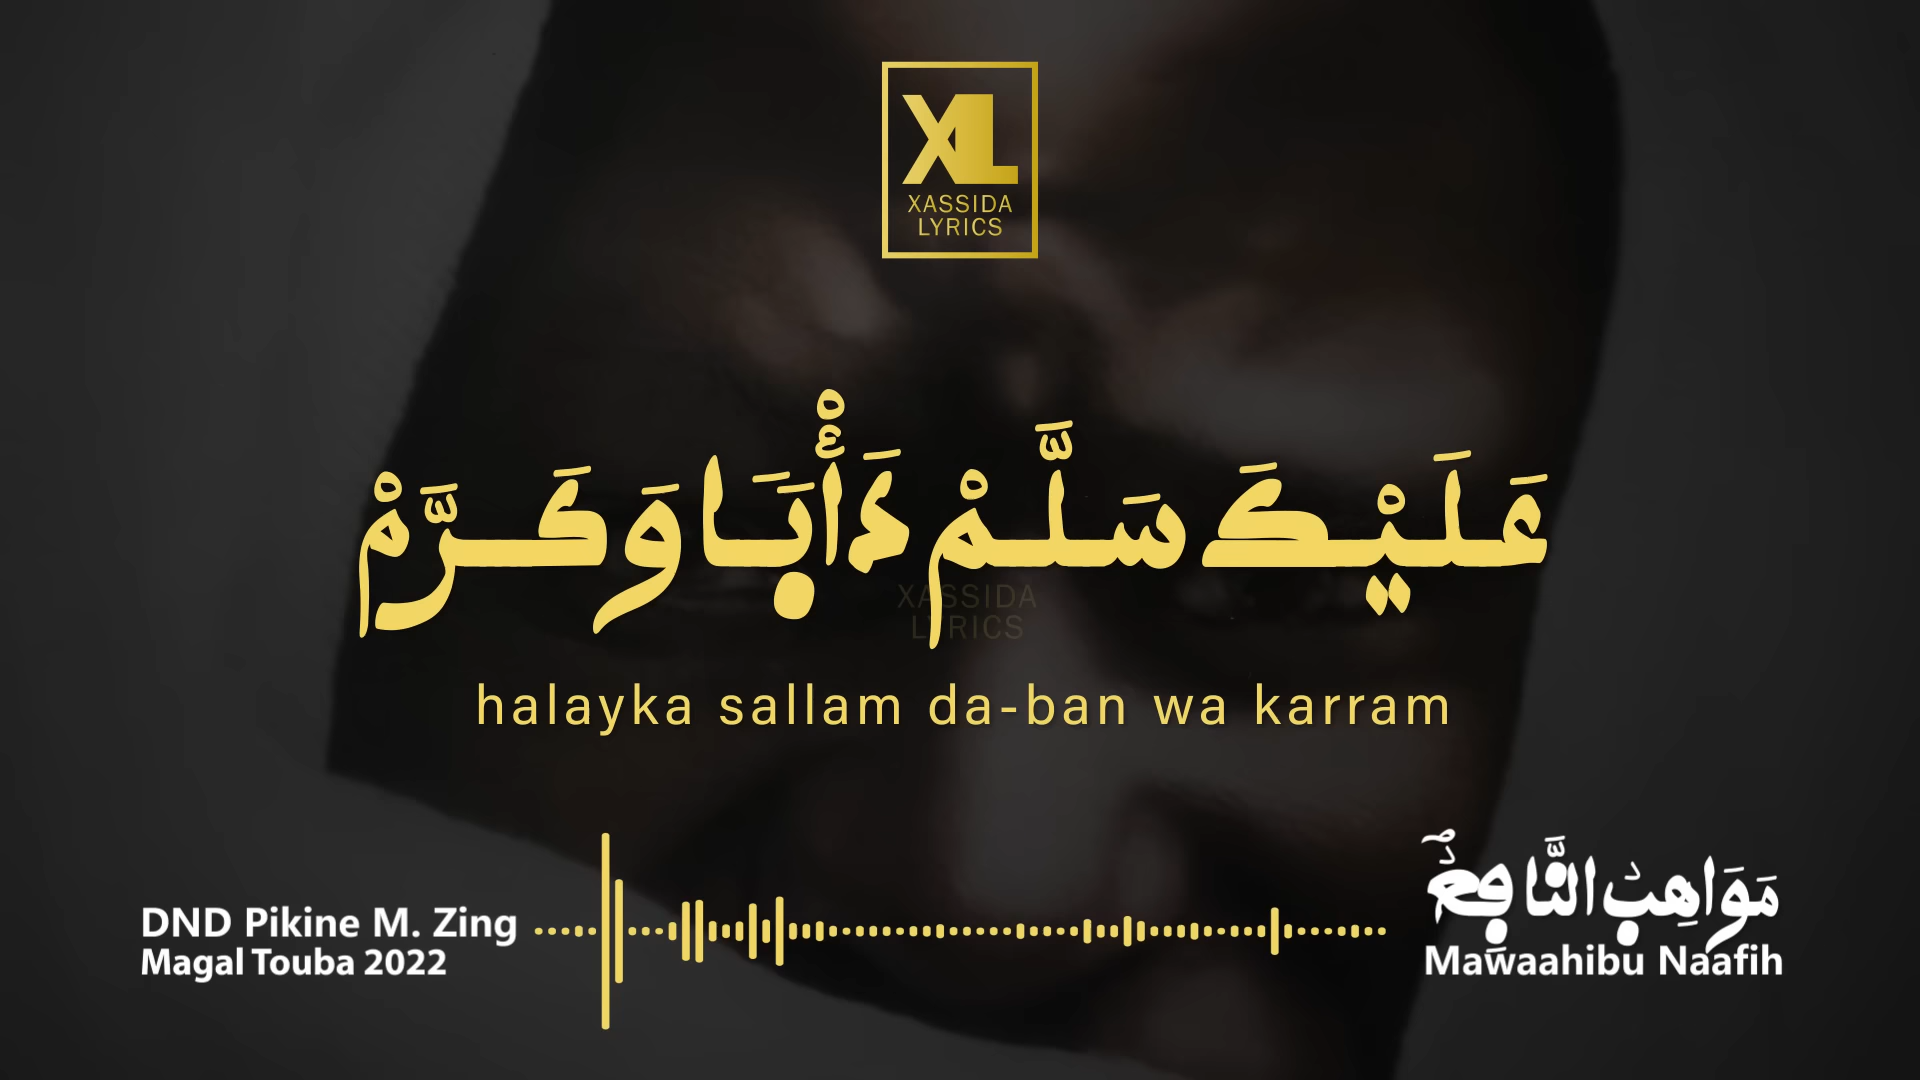 XL
XASSIDA
LYRICS
عَلَيْكَ سَلَّمْ دَأْبًا وَكَرَّمْ
XASSIDA
LYRICS
halayka sallam da-ban wa karram
DND Pikine M. Zing
Magal Touba 2022
مَوَاهِبُ النَّافِعُ
Mawaahibu Naafih